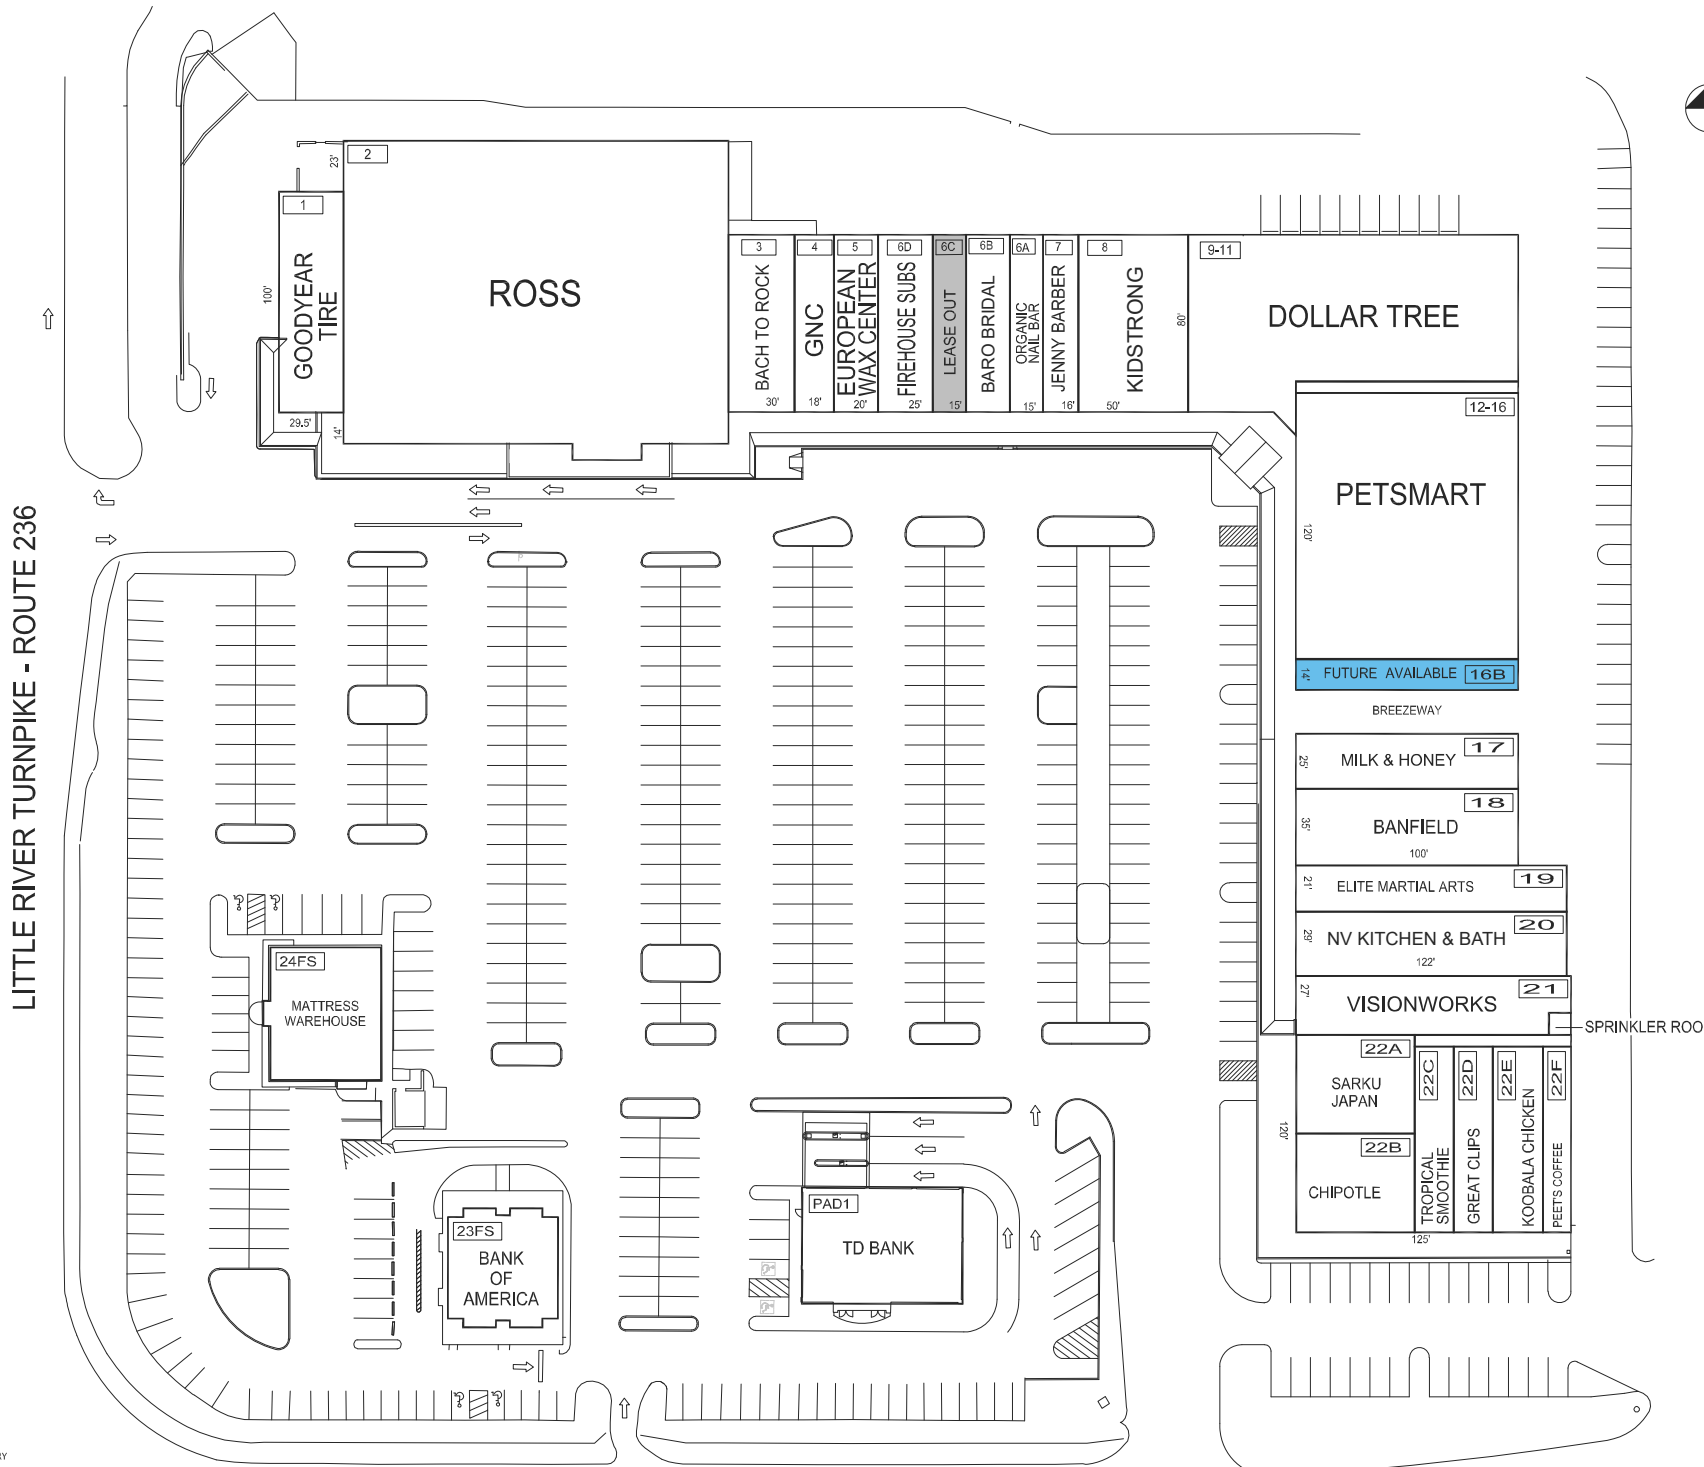 LITTLE RIVER TURNPIKE - ROUTE 236
1
GOODYEAR
TIRE
100'
29.5'
14'
23'
2
ROSS
3
BACH TO ROCK
30'
4
GNC
18'
5
EUROPEAN
WAX CENTER
20'
6D
FIREHOUSE SUBS
25'
6C
LEASE OUT
15'
6B
BARO BRIDAL
6A
ORGANIC
NAIL BAR
15'
7
JENNY BARBER
16'
8
KIDSTRONG
50'
80'
9-11
DOLLAR TREE
12-16
PETSMART
120'
14'
FUTURE AVAILABLE 16B
BREEZEWAY
17
MILK & HONEY
25'
18
BANFIELD
35'
100'
19
ELITE MARTIAL ARTS
21'
20
NV KITCHEN & BATH
29'
122'
21
VISIONWORKS
27'
SPRINKLER ROO
22A
SARKU
JAPAN
22B
CHIPOTLE
120'
22C
TROPICAL
SMOOTHIE
22D
GREAT CLIPS
22E
KOOBALA CHICKEN
22F
PEET'S COFFEE
125'
24FS
MATTRESS
WAREHOUSE
23FS
BANK
OF
AMERICA
PAD1
TD BANK
RY